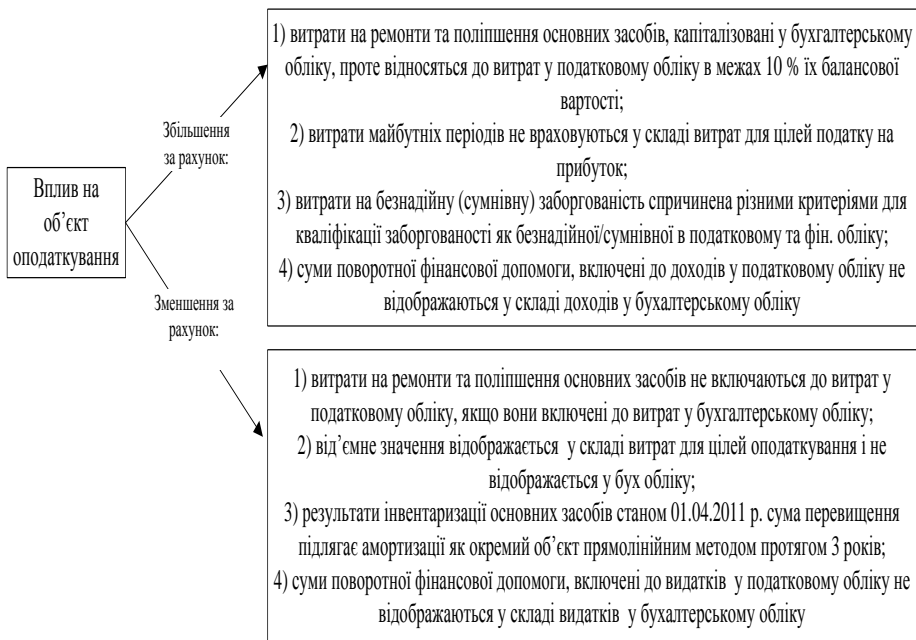 Вплив на
об’єкт
оподаткування
Збільшення
за рахунок:
1) витрати на ремонти та поліпшення основних засобів, капіталізовані у бухгалтерському
обліку, проте відносяться до витрат у податковому обліку в межах 10 % їх балансової
вартості;
2) витрати майбутніх періодів не враховуються у складі витрат для цілей податку на
прибуток;
3) витрати на безнадійну (сумнівну) заборгованість спричинена різними критеріями для
кваліфікації заборгованості як безнадійної/сумнівної в податковому та фін. обліку;
4) суми поворотної фінансової допомоги, включені до доходів у податковому обліку не
відображаються у складі доходів у бухалтерському обліку
Зменшення за
рахунок:
1) витрати на ремонти та поліпшення основних засобів не включаються до витрат у
податковому обліку, якщо вони включені до витрат у бухгалтерському обліку;
2) від’ємне значення відображається у складі витрат для цілей оподаткування і не
відображається у бух обліку;
3) результати інвентаризації основних засобів станом 01.04.2011 р. сума перевищення
підлягає амортизації як окремий об’єкт прямолінійним методом протягом 3 років;
4) суми поворотної фінансової допомоги, включені до видатків у податковому обліку не
відображаються у складі видатків у бухалтерському обліку